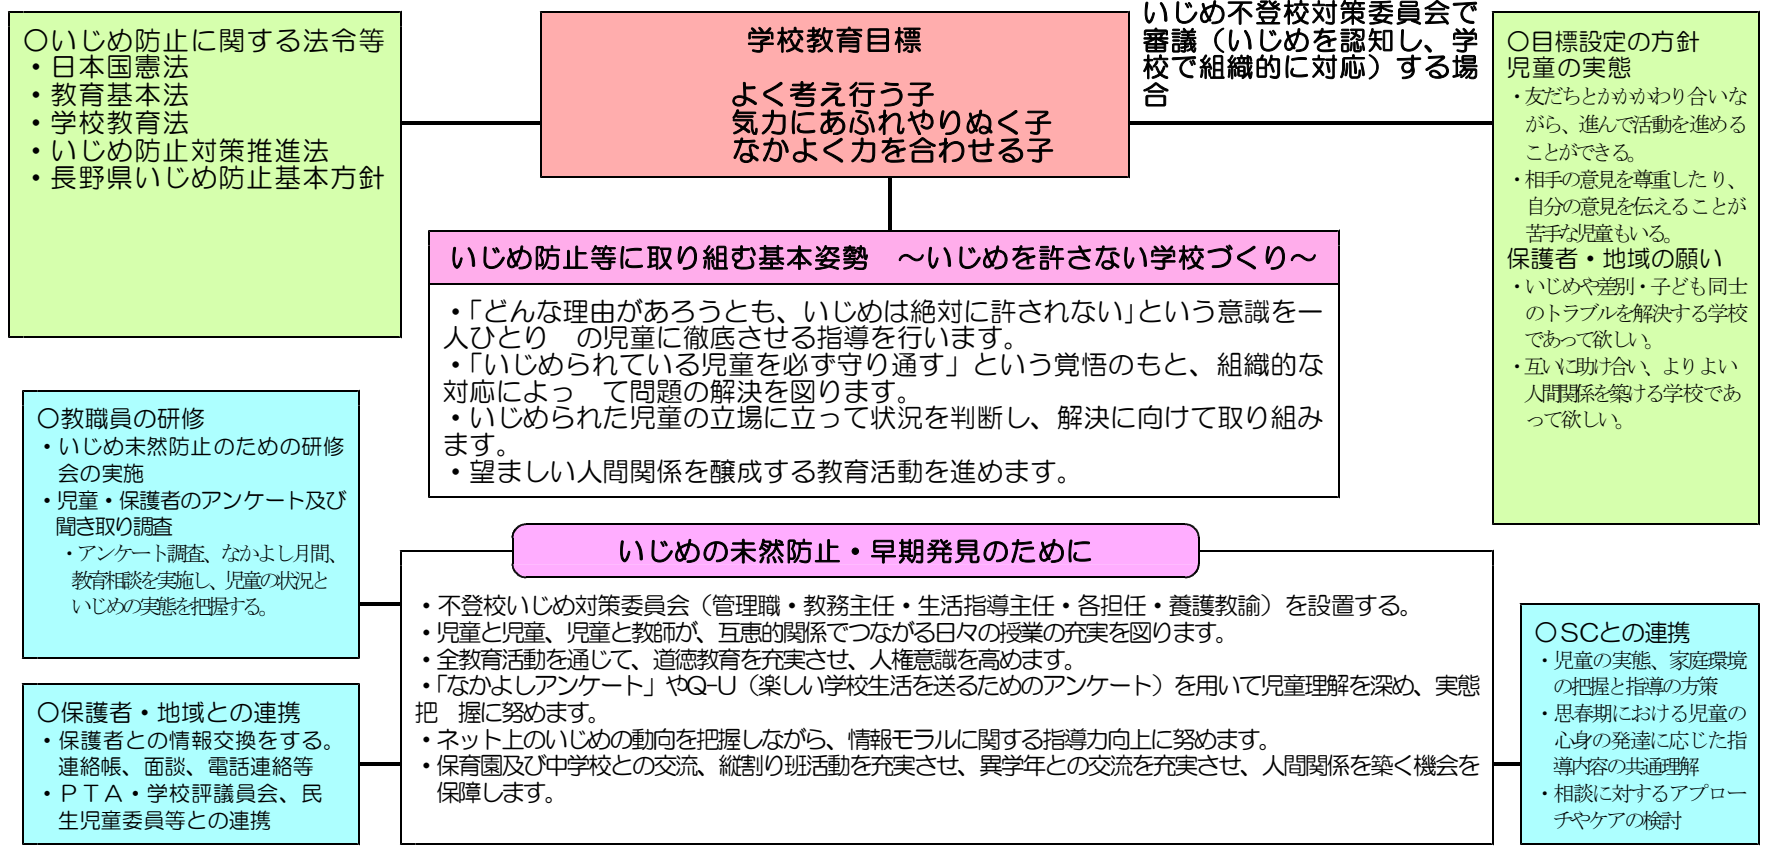 〇いじめ防止に関する法令等
・日本国憲法
・教育基本法
・学校教育法
・いじめ防止対策推進法
・長野県いじめ防止基本方針
学校教育目標
よく考え行う子
気力にあふれやりぬく子
なかよく力を合わせる子
いじめ不登校対策委員会で
審議（いじめを認知し、学
校で組織的に対応）する場
合
〇目標設定の方針
児童の実態
・友だちとかかかわり合いな
がら、進んで活動を進める
ことができる。
・相手の意見を尊重したり、
自分の意見を伝えることが
苦手な児童もいる。
保護者・地域の願い
・いじめや差別・子ども同士
のトラブルを解決する学校
であって欲しい。
・互いに助け合い、よりよい
人間関係を築ける学校であ
って欲しい。
いじめ防止等に取り組む基本姿勢　～いじめを許さない学校づくり～
・「どんな理由があろうとも、いじめは絶対に許されない」という意識を一
人ひとり　の児童に徹底させる指導を行います。
・「いじめられている児童を必ず守り通す」という覚悟のもと、組織的な
対応によっ　て問題の解決を図ります。
・いじめられた児童の立場に立って状況を判断し、解決に向けて取り組み
ます。
・望ましい人間関係を醸成する教育活動を進めます。
〇教職員の研修
・いじめ未然防止のための研修
会の実施
・児童・保護者のアンケート及び
聞き取り調査
・アンケート調査、なかよし月間、
教育相談を実施し、児童の状況と
いじめの実態を把握する。
いじめの未然防止・早期発見のために
・不登校いじめ対策委員会（管理職・教務主任・生活指導主任・各担任・養護教諭）を設置する。
・児童と児童、児童と教師が、互恵的関係でつながる日々の授業の充実を図ります。
・全教育活動を通じて、道徳教育を充実させ、人権意識を高めます。
・「なかよしアンケート」やQ-U（楽しい学校生活を送るためのアンケート）を用いて児童理解を深め、実態
把　握に努めます。
・ネット上のいじめの動向を把握しながら、情報モラルに関する指導力向上に努めます。
・保育園及び中学校との交流、縦割り班活動を充実させ、異学年との交流を充実させ、人間関係を築く機会を
保障します。
〇保護者・地域との連携
・保護者との情報交換をする。
連絡帳、面談、電話連絡等
・ＰＴＡ・学校評議員会、民
生児童委員等との連携
〇SCとの連携
・児童の実態、家庭環境
の把握と指導の方策
・思春期における児童の
心身の発達に応じた指
導内容の共通理解
・相談に対するアプロー
チやケアの検討